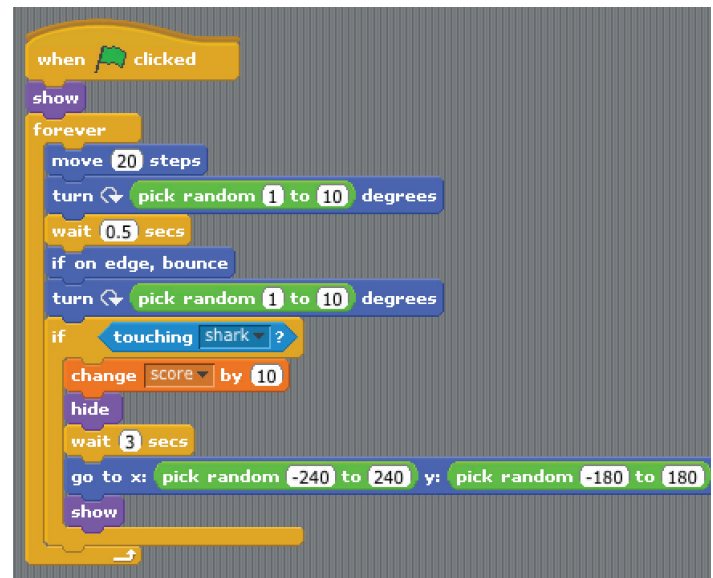 when clicked
show
forever
move 20 steps
turn pick random 1 to 10 degrees
wait 0.5 secs
if on edge, bounce
turn pick random 1 to 10 degrees
if touching shark ?
change score by 10
hide
wait 3 secs
go to x: pick random -240 to 240 y: pick random -180 to 180
show